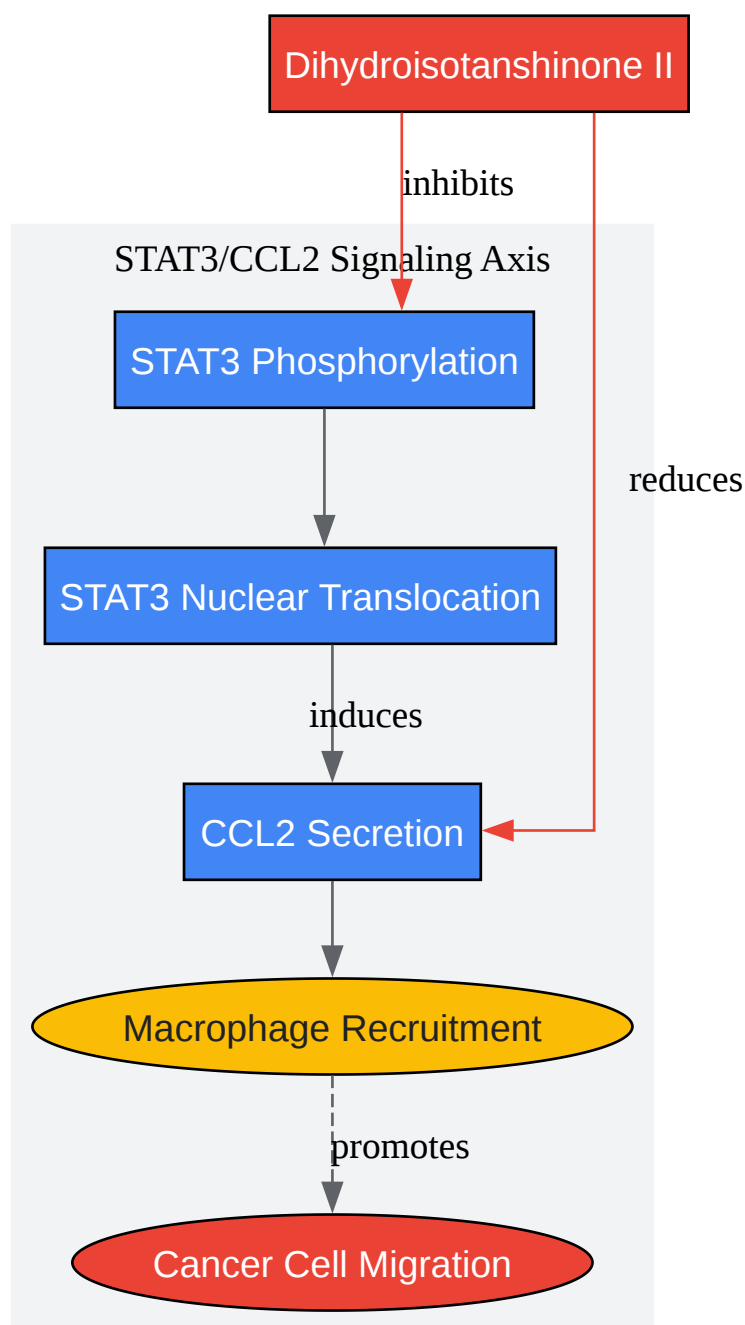 Dihydroisotanshinone II
inhibits
STAT3/CCL2 Signaling Axis
STAT3 Phosphorylation
reduces
STAT3 Nuclear Translocation
induces
CCL2 Secretion
Macrophage Recruitment
promotes
Cancer Cell Migration